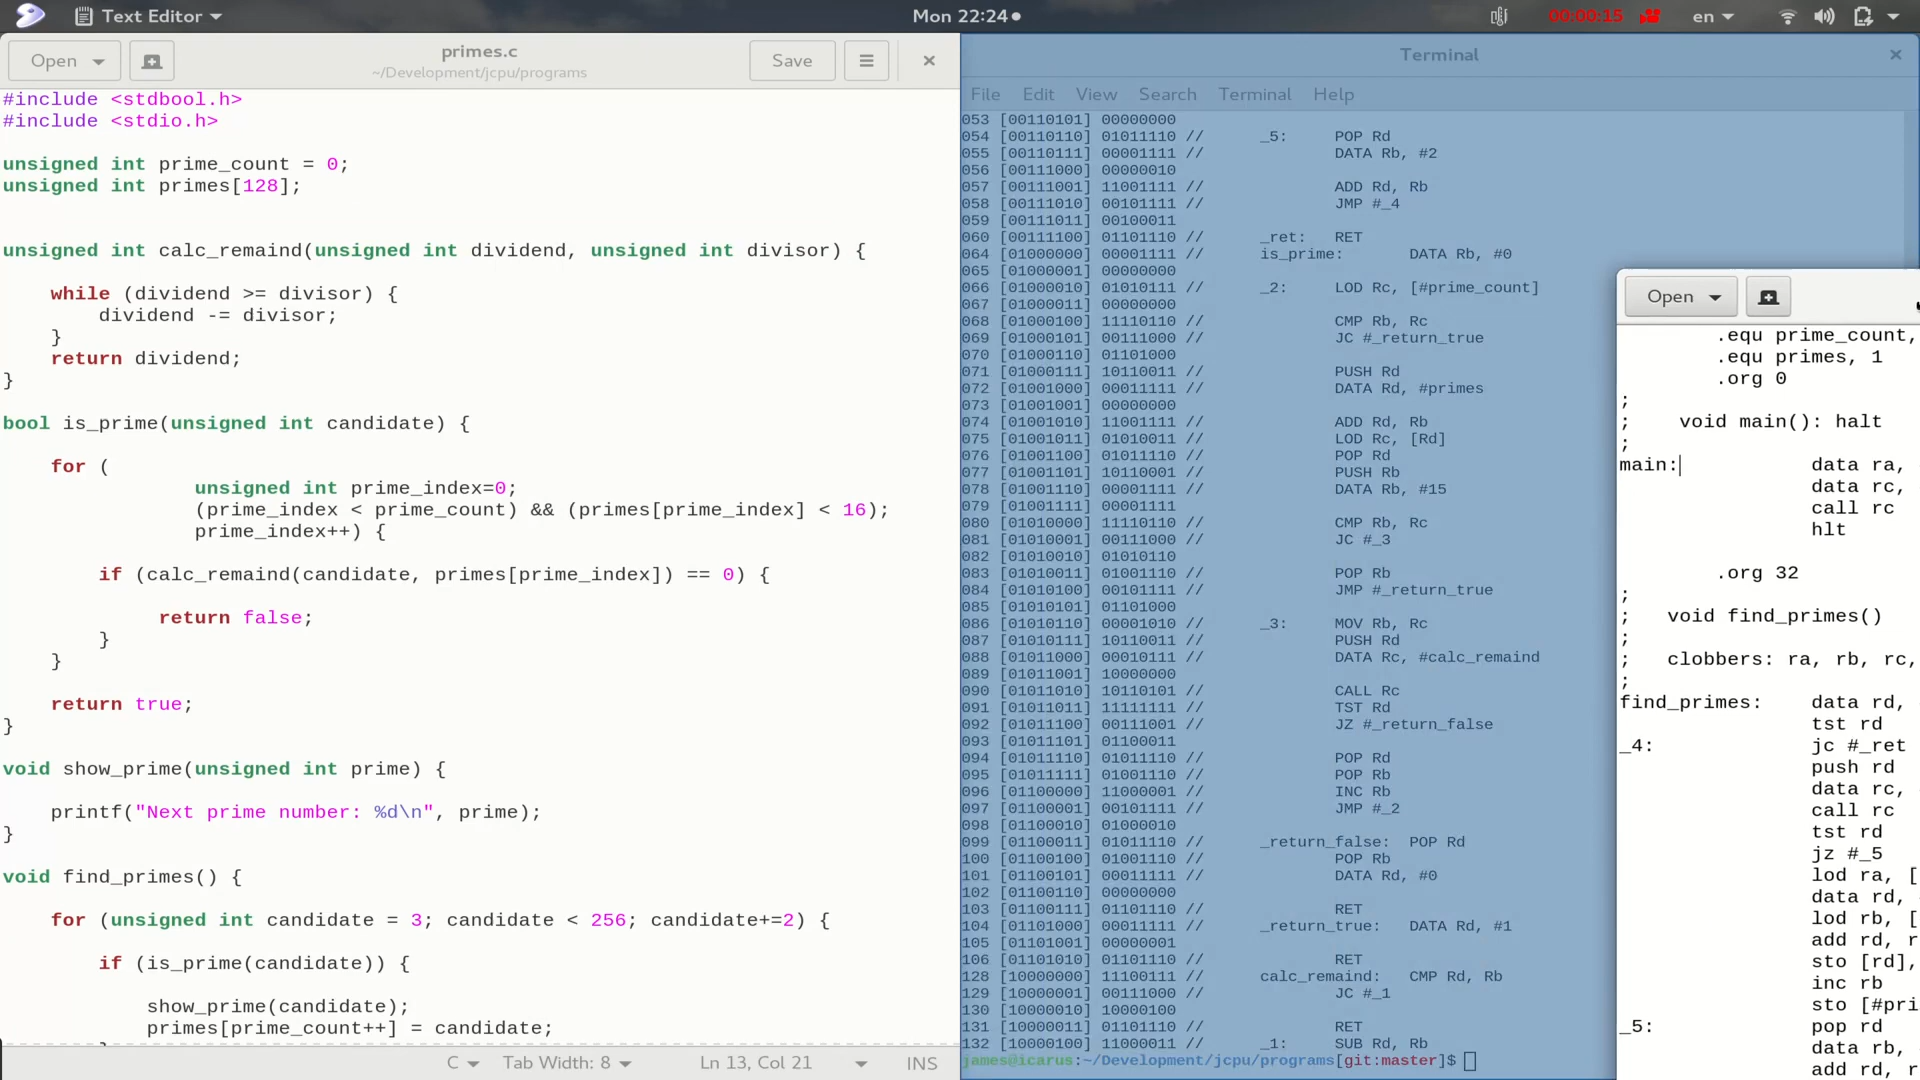 Text Editor
Mon 22:24
00:00:15
en
Open
primes.c
~/Development/jcpu/programs
Save
#include <stdbool.h>
#include <stdio.h>
unsigned int prime_count = 0;
unsigned int primes[128];
unsigned int calc_remaind(unsigned int dividend, unsigned int divisor) {
while (dividend >= divisor) {
dividend -= divisor;
}
return dividend;
}
bool is_prime(unsigned int candidate) {
for (
unsigned int prime_index=0;
(prime_index < prime_count) && (primes[prime_index] < 16);
prime_index++) {
if (calc_remaind(candidate, primes[prime_index]) == 0) {
return false;
}
}
return true;
}
void show_prime(unsigned int prime) {
printf("Next prime number: %d\n", prime);
}
void find_primes() {
for (unsigned int candidate = 3; candidate < 256; candidate+=2) {
if (is_prime(candidate)) {
show_prime(candidate);
primes[prime_count++] = candidate;
C
Tab Width: 8
Ln 13, Col 21
INS
Terminal
File Edit View Search Terminal Help
053 [00110101] 00000000
054 [00110110] 01011110 // _5: POP Rd
055 [00110111] 00001111 // DATA Rb, #2
056 [00111000] 00000010
057 [00111001] 11001111 // ADD Rd, Rb
058 [00111010] 00101111 // JMP #_4
059 [00111011] 00100011
060 [00111100] 01101110 // _ret: RET
064 [01000000] 00001111 // is_prime: DATA Rb, #0
065 [01000001] 00000000
066 [01000010] 01010111 // _2: LOD Rc, [#prime_count]
067 [01000011] 00000000
068 [01000100] 11110110 // CMP Rb, Rc
069 [01000101] 00111000 // JC #_return_true
070 [01000110] 01101000
071 [01000111] 10110011 // PUSH Rd
072 [01001000] 00011111 // DATA Rd, #primes
073 [01001001] 00000000
074 [01001010] 11001111 // ADD Rd, Rb
075 [01001011] 01010011 // LOD Rc, [Rd]
076 [01001100] 01011110 // POP Rd
077 [01001101] 10110001 // PUSH Rb
078 [01001110] 00001111 // DATA Rb, #15
079 [01001111] 00001111
080 [01010000] 11110110 // CMP Rb, Rc
081 [01010001] 00111000 // JC #_3
082 [01010010] 01010110
083 [01010011] 01001110 // POP Rb
084 [01010100] 00101111 // JMP #_return_true
085 [01010101] 01101000
086 [01010110] 00001010 // _3: MOV Rb, Rc
087 [01010111] 10110011 // PUSH Rd
088 [01011000] 00010111 // DATA Rc, #calc_remaind
089 [01011001] 10000000
090 [01011010] 10110101 // CALL Rc
091 [01011011] 11111111 // TST Rd
092 [01011100] 00111001 // JZ #_return_false
093 [01011101] 01100011
094 [01011110] 01011110 // POP Rd
095 [01011111] 01001110 // POP Rb
096 [01100000] 11000001 // INC Rb
097 [01100001] 00101111 // JMP #_2
098 [01100010] 01000010
099 [01100011] 01011110 // _return_false: POP Rd
100 [01100100] 01001110 // POP Rb
101 [01100101] 00011111 // DATA Rd, #0
102 [01100110] 00000000
103 [01100111] 01101110 // RET
104 [01101000] 00011111 // _return_true: DATA Rd, #1
105 [01101001] 00000001
106 [01101010] 01101110 // RET
128 [10000000] 11100111 // calc_remaind: CMP Rd, Rb
129 [10000001] 00111000 // JC #_1
130 [10000010] 10000100
131 [10000011] 01101110 // RET
132 [10000100] 11000011 // _1: SUB Rd, Rb
james@icarus:~/Development/jcpu/programs[git:master]$
Open
.equ prime_count,
.equ primes, 1
.org 0
;
; void main(): halt
;
main: data ra,
data rc,
call rc
hlt
.org 32
;
; void find_primes()
;
; clobbers: ra, rb, rc,
;
find_primes: data rd,
tst rd
_4: jc #_ret
push rd
data rc,
call rc
tst rd
jz #_5
lod ra, [
data rd,
lod rb, [
add rd, r
sto [rd],
inc rb
sto [#pri
_5: pop rd
data rb,
add rd, r